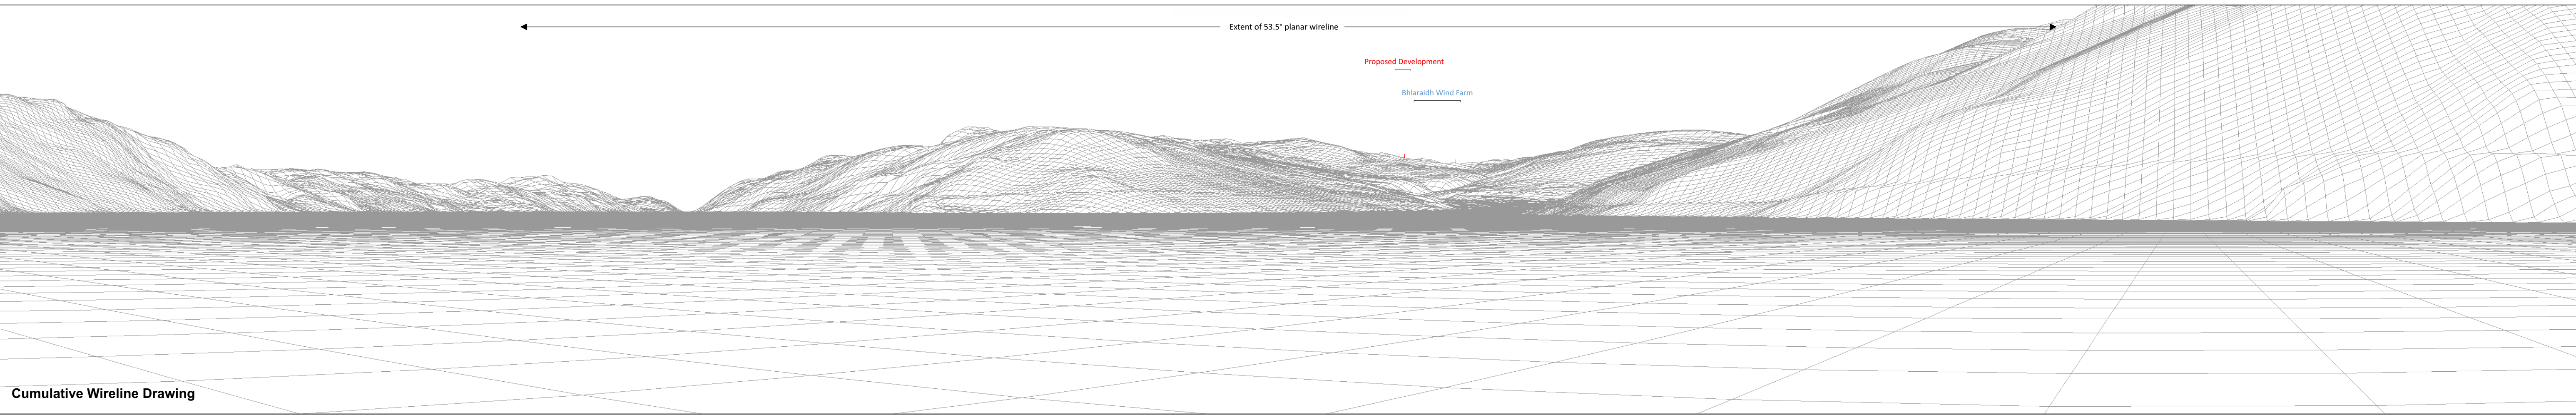 Extent of 53.5° planar wireline
Proposed Development
Bhlaraidh Wind Farm
Cumulative Wireline Drawing